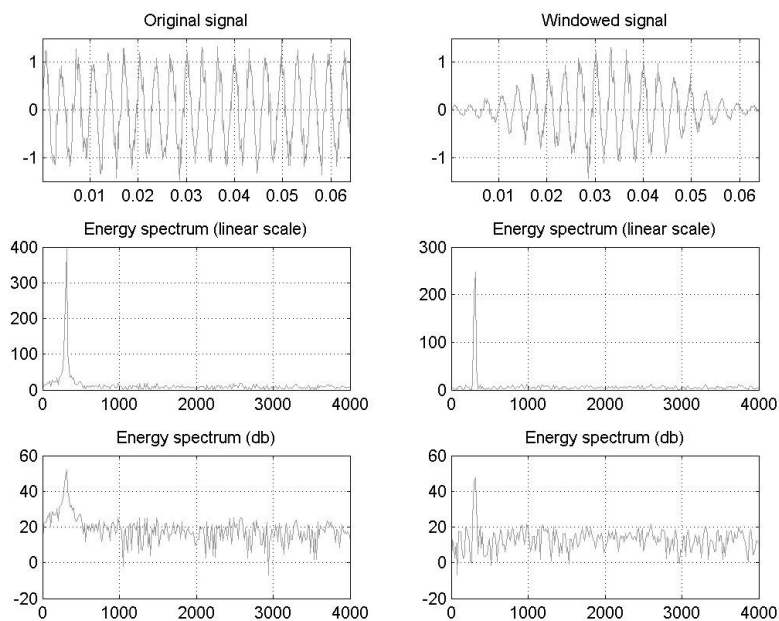 Original signal
1
0
-1
0.01 0.02 0.03 0.04 0.05 0.06
Windowed signal
1
0
-1
0.01 0.02 0.03 0.04 0.05 0.06
Energy spectrum (linear scale)
400
300
200
100
0
0 1000 2000 3000 4000
Energy spectrum (linear scale)
300
200
100
0
0 1000 2000 3000 4000
Energy spectrum (db)
60
40
20
0
-20
0 1000 2000 3000 4000
Energy spectrum (db)
60
40
20
0
-20
0 1000 2000 3000 4000